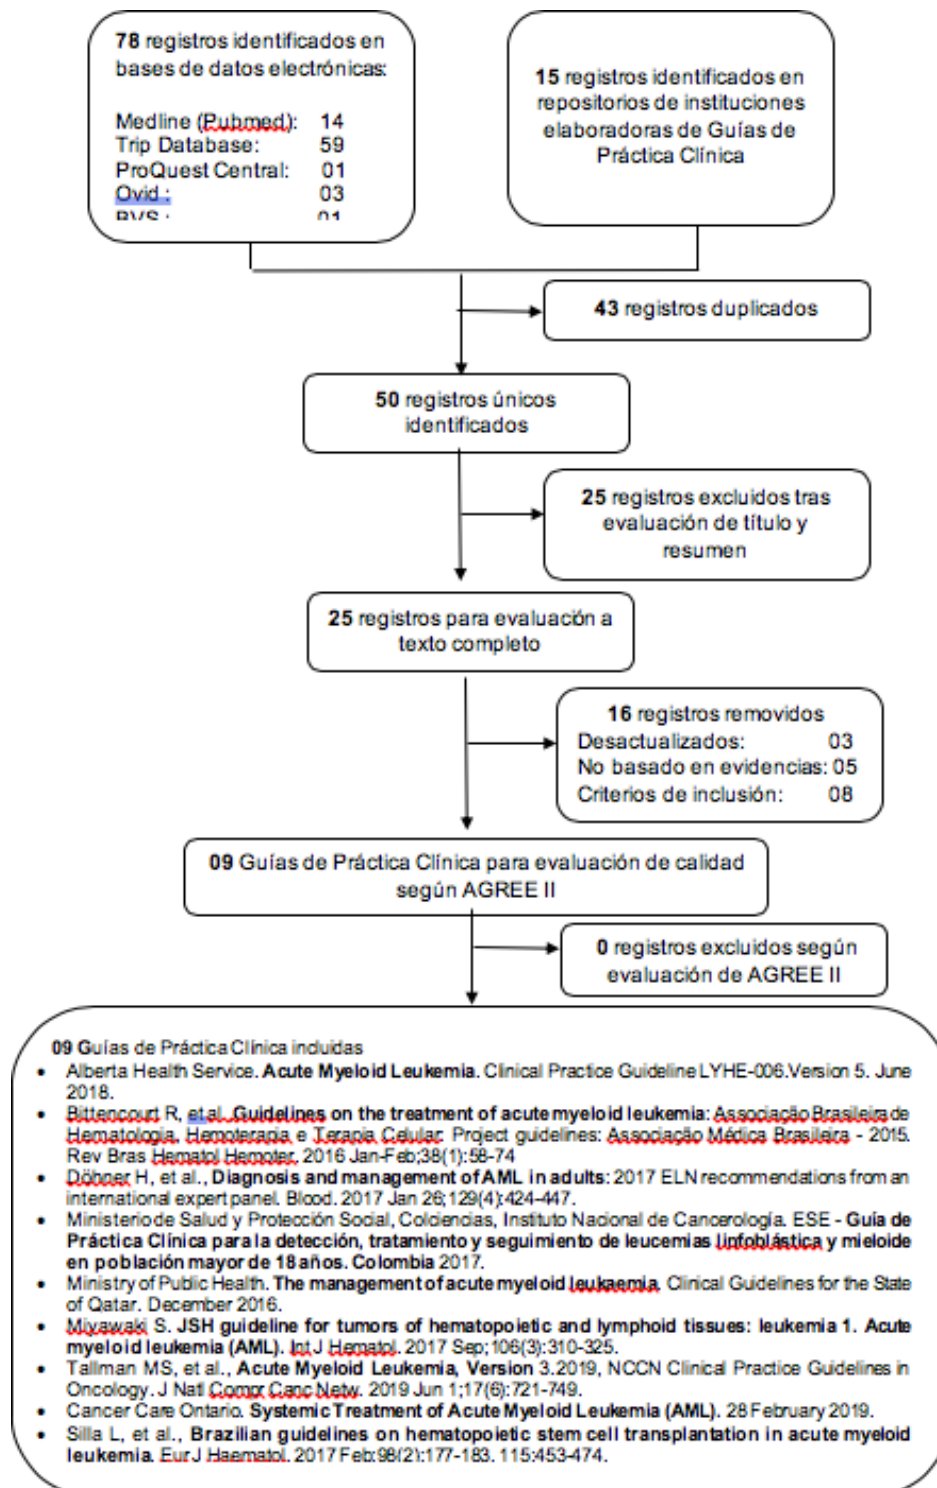 78 registros identificados en
bases de datos electrónicas:
Medline (Pubmed): 14
Trip Database: 59
ProQuest Central: 01
Ovid : 03
BVS : 01
15 registros identificados en
repositorios de instituciones
elaboradoras de Guías de
Práctica Clínica
43 registros duplicados
50 registros únicos
identificados
25 registros excluidos tras
evaluación de título y
resumen
25 registros para evaluación a
texto completo
16 registros removidos
Desactualizados: 03
No basado en evidencias: 05
Criterios de inclusión: 08
09 Guías de Práctica Clínica para evaluación de calidad
según AGREE II
0 registros excluidos según
evaluación de AGREE II
09 Guías de Práctica Clínica incluidas
• Alberta Health Service. Acute Myeloid Leukemia. Clinical Practice Guideline LYHE-006.Version 5. June
2018.
• Bittencourt R, et al. Guidelines on the treatment of acute myeloid leukemia: Associação Brasileira de
Hematologia, Hemoterapia e Terapia Celular. Project guidelines: Associação Médica Brasileira - 2015.
Rev Bras Hematol Hemoter. 2016 Jan-Feb;38(1):58-74
• Döhner H, et al., Diagnosis and management of AML in adults: 2017 ELN recommendations from an
international expert panel. Blood. 2017 Jan 26;129(4):424-447.
• Ministerio de Salud y Protección Social, Colciencias, Instituto Nacional de Cancerología. ESE - Guía de
Práctica Clínica para la detección, tratamiento y seguimiento de leucemias linfoblástica y mieloide
en población mayor de 18 años. Colombia 2017.
• Ministry of Public Health. The management of acute myeloid leukaemia. Clinical Guidelines for the State
of Qatar. December 2016.
• Miyawaki S. JSH guideline for tumors of hematopoietic and lymphoid tissues: leukemia 1. Acute
myeloid leukemia (AML). Int J Hematol. 2017 Sep;106(3):310-325.
• Tallman MS, et al., Acute Myeloid Leukemia, Version 3.2019, NCCN Clinical Practice Guidelines in
Oncology. J Natl Compr Canc Netw. 2019 Jun 1;17(6):721-749.
• Cancer Care Ontario. Systemic Treatment of Acute Myeloid Leukemia (AML). 28 February 2019.
• Silla L, et al., Brazilian guidelines on hematopoietic stem cell transplantation in acute myeloid
leukemia. Eur J Haematol. 2017 Feb;98(2):177-183. 115:453-474.